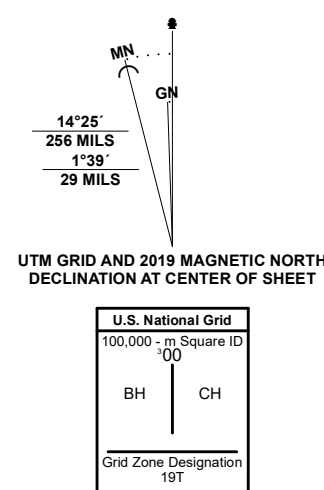 MN
GN
14°25´
256 MILS
1°39´
29 MILS
UTM GRID AND 2019 MAGNETIC NORTH
DECLINATION AT CENTER OF SHEET
U.S. National Grid
100,000 - m Square ID
³00
BH CH
Grid Zone Designation
19T